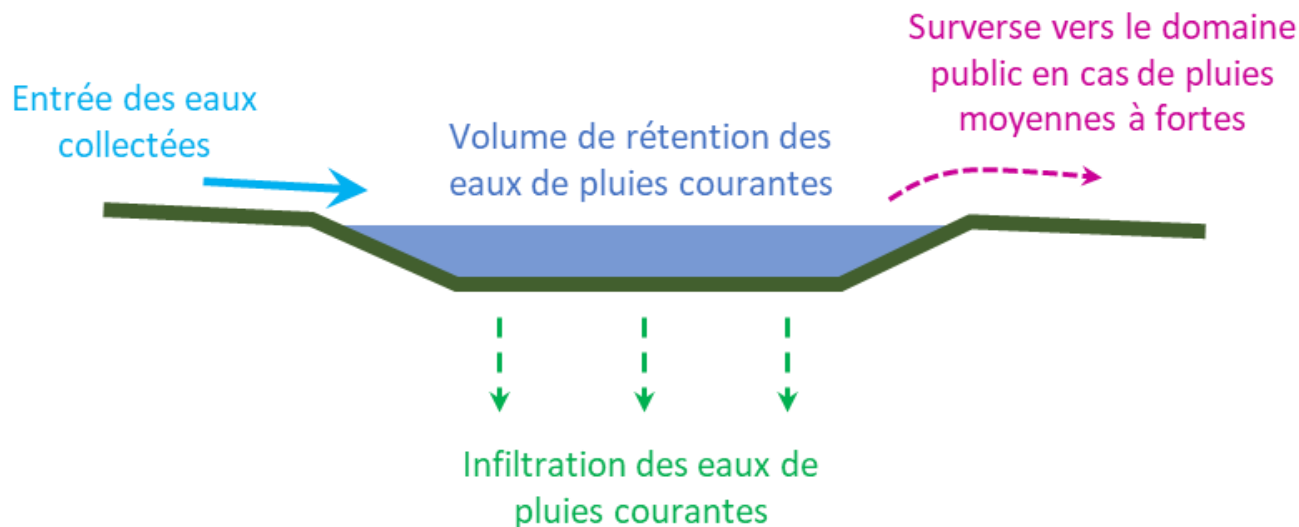 Entrée des eaux
collectées
Volume de rétention des
eaux de pluies courantes
Surverse vers le domaine
public en cas de pluies
moyennes à fortes
Infiltration des eaux de
pluies courantes